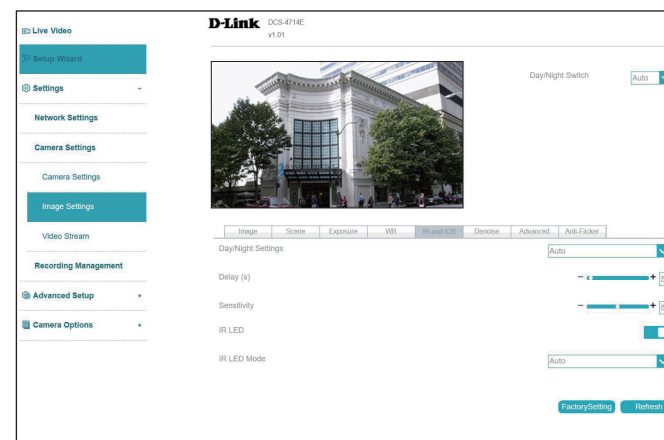 Live Video
Setup Wizard
Settings -
Network Settings
Camera Settings
Camera Settings
Image Settings
Video Stream
Recording Management
Advanced Setup +
Camera Options +
D-Link DCS-4714E
v1.01
Day/Night Switch Auto
Image Scene Exposure WB IR and ICR Denoise Advanced Anti-Flicker
Day/Night Settings Auto
Delay (s) - +
Sensitivity - +
IR LED
IR LED Mode Auto
FactorySetting Refresh